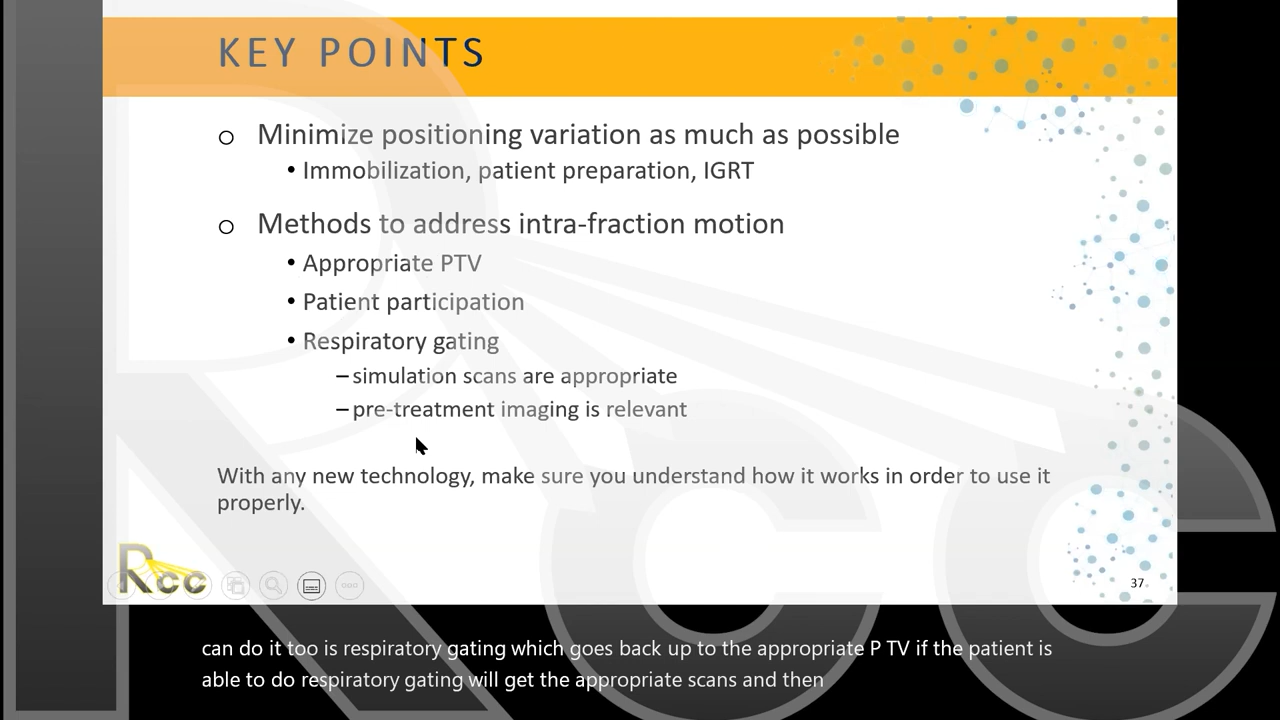 KEY POINTS
o Minimize positioning variation as much as possible
• Immobilization, patient preparation, IGRT
o Methods to address intra-fraction motion
• Appropriate PTV
• Patient participation
• Respiratory gating
– simulation scans are appropriate
– pre-treatment imaging is relevant
With any new technology, make sure you understand how it works in order to use it
properly.
Rcc
37
can do it too is respiratory gating which goes back up to the appropriate P TV if the patient is
able to do respiratory gating will get the appropriate scans and then
Rcc